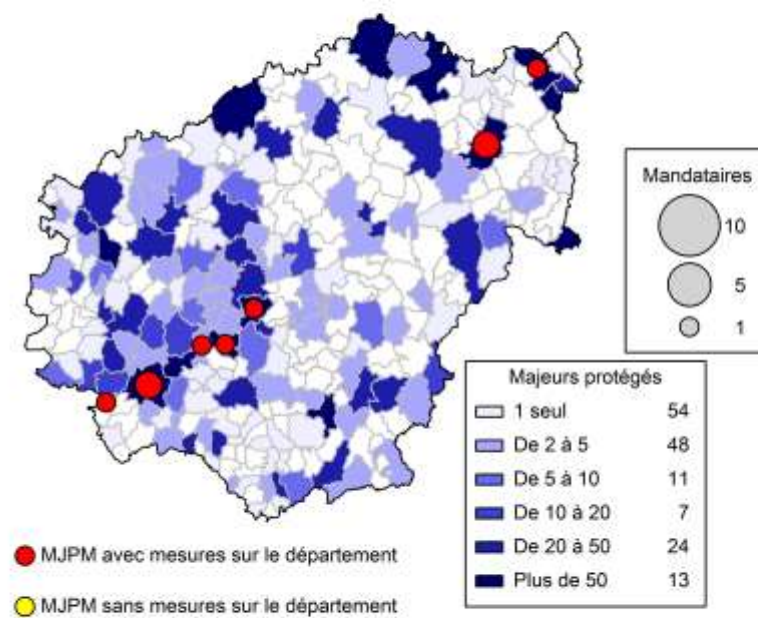 Mandataires
10
5
1
Majeurs protégés
1 seul 54
De 2 à 5 48
De 5 à 10 11
De 10 à 20 7
De 20 à 50 24
Plus de 50 13
MJPM avec mesures sur le département
MJPM sans mesures sur le département